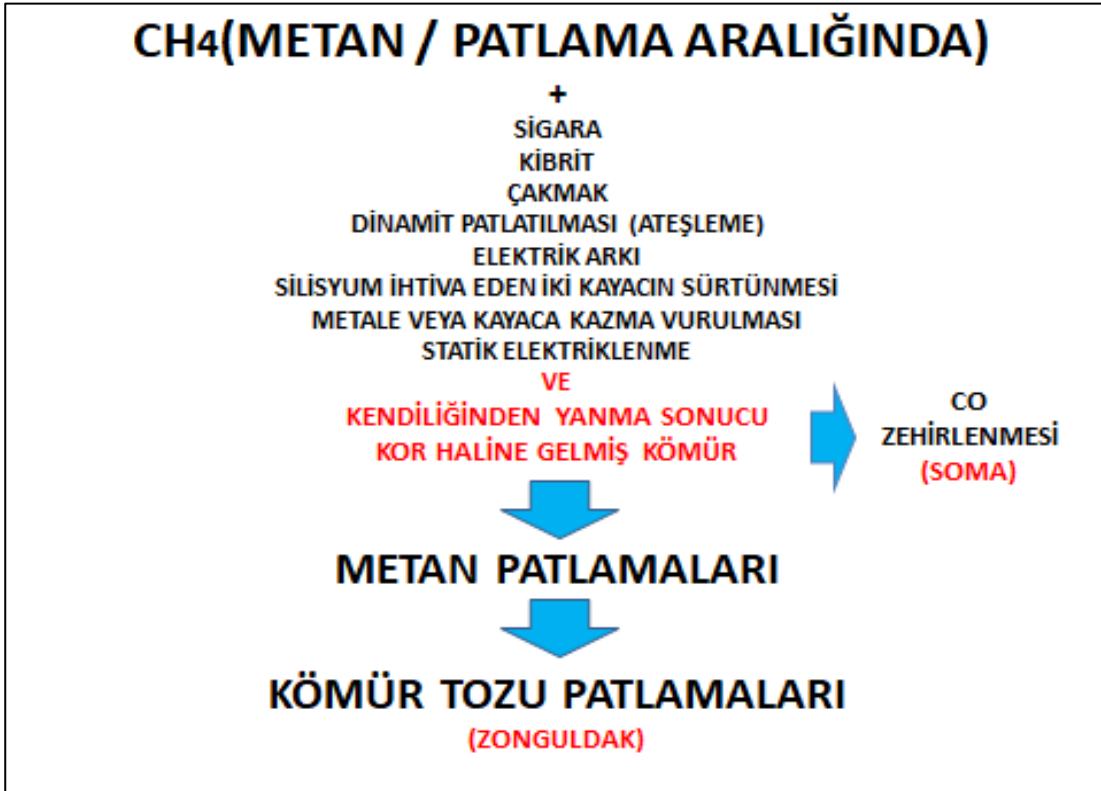 CH4(METAN / PATLAMA ARALIĞINDA)
+
SİGARA
KİBRİT
ÇAKMAK
DİNAMİT PATLATILMASI (ATEŞLEME)
ELEKTRİK ARKI
SİLİSYUM İHTİVA EDEN İKİ KAYACIN SÜRTÜNMESİ
METALE VEYA KAYACA KAZMA VURULMASI
STATİK ELEKTRİKLENME
VE
KENDİLİĞİNDEN YANMA SONUCU
KOR HALİNE GELMİŞ KÖMÜR
CO
ZEHİRLENMESİ
(SOMA)
METAN PATLAMALARI
KÖMÜR TOZU PATLAMALARI
(ZONGULDAK)